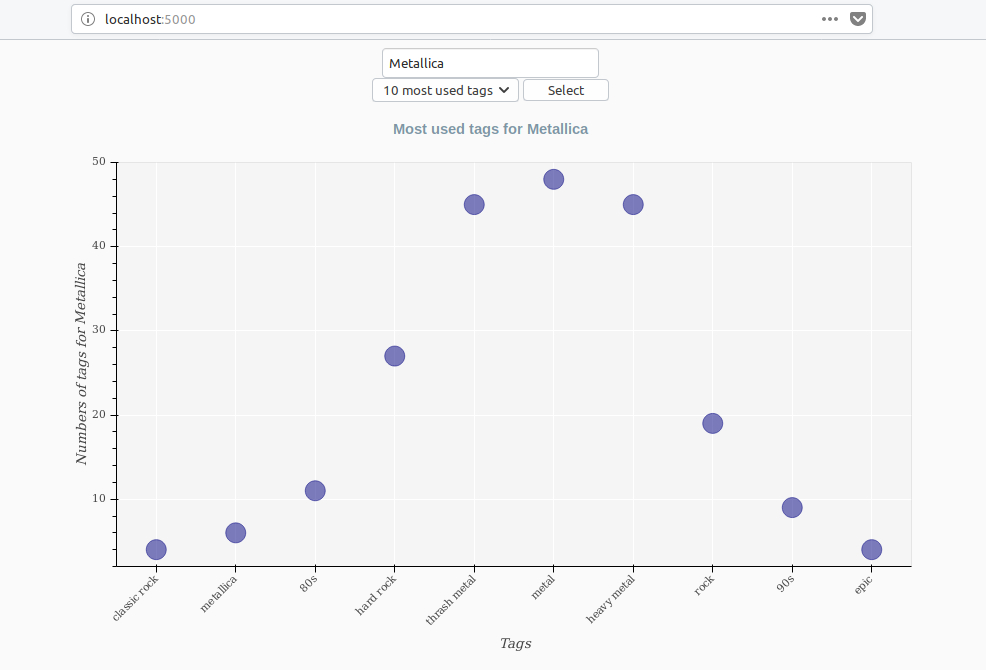 localhost:5000
Metallica
10 most used tags
Select
Most used tags for Metallica
Numbers of tags for Metallica
50
40
30
20
10
classic rock
metallica
80s
hard rock
thrash metal
metal
heavy metal
rock
90s
epic
Tags